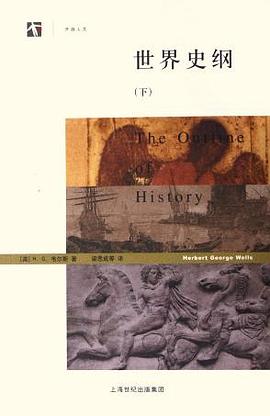 世界史纲
(下)
The Outline
of
History
[英] H. G. 韦尔斯 著
梁思成等 译
Herbert George Wells
上海世纪出版集团